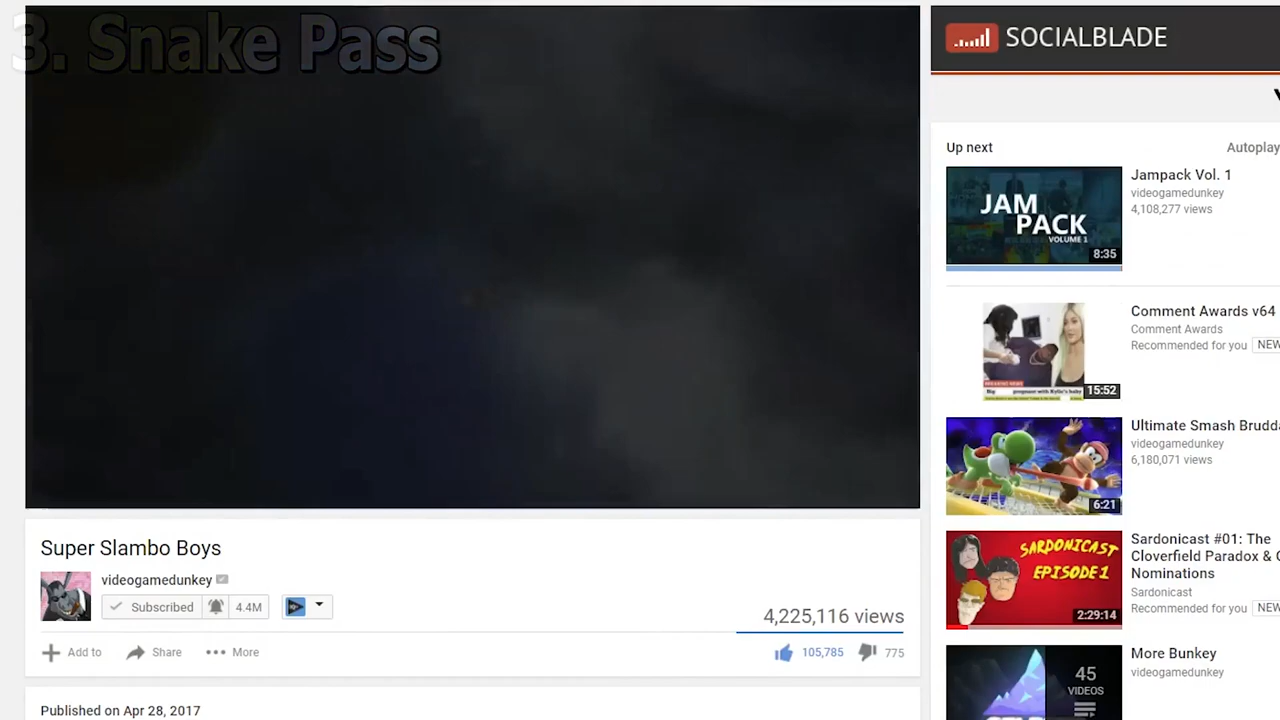 3. Snake Pass
SOCIALBLADE
Up next
Autoplay
JAM
PACK
VOLUME 1
8:35
Jampack Vol. 1
videogamedunkey
4,108,277 views
15:52
Comment Awards v64
Comment Awards
Recommended for you NEW
6:21
Ultimate Smash Brudda
videogamedunkey
6,180,071 views
SARDONICAST
EPISODE 1
2:29:14
Sardonicast #01: The
Cloverfield Paradox &
Nominations
Sardonicast
Recommended for you NEW
45
VIDEOS
More Bunkey
videogamedunkey
Super Slambo Boys
videogamedunkey
Subscribed 4.4M
4,225,116 views
Add to Share More
105,785 775
Published on Apr 28, 2017